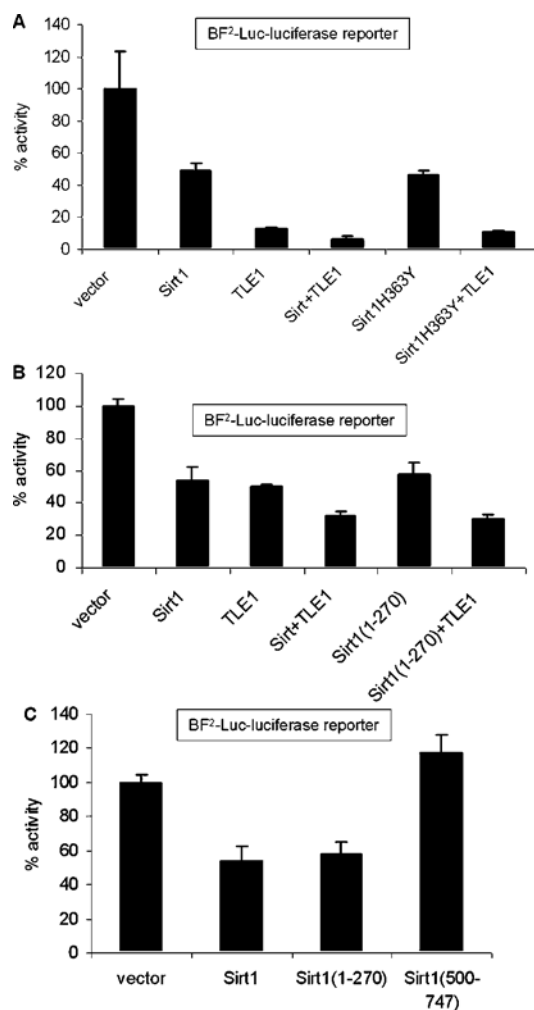 A
BF²-Luc-luciferase reporter
% activity
140
120
100
80
60
40
20
0
vector
Sirt1
TLE1
Sirt+TLE1
Sirt1H363Y
Sirt1H363Y+TLE1
B
BF²-Luc-luciferase reporter
% activity
120
100
80
60
40
20
0
vector
Sirt1
TLE1
Sirt+TLE1
Sirt1(1-270)
Sirt1(1-270)+TLE1
C
BF²-Luc-luciferase reporter
% activity
140
120
100
80
60
40
20
0
vector
Sirt1
Sirt1(1-270)
Sirt1(500-
747)